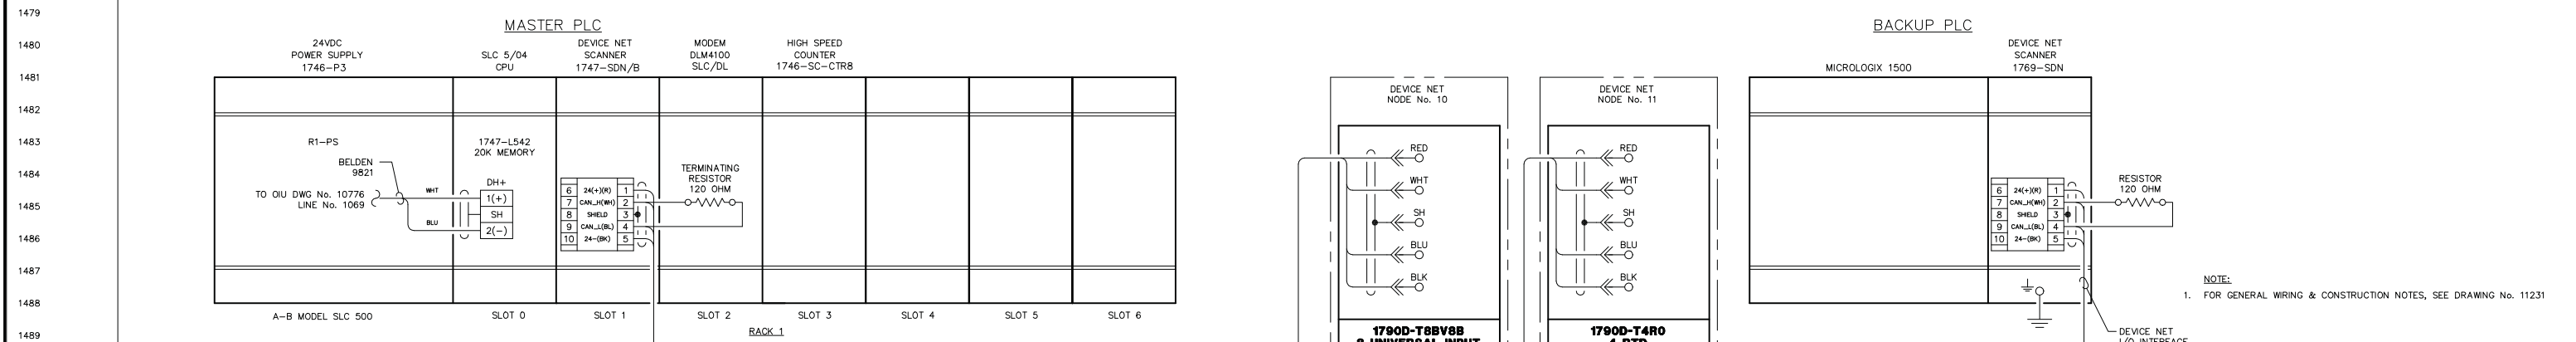 1479
1480
1481
1482
1483
1484
1485
1486
1487
1488
1489
MASTER PLC
24VDC
POWER SUPPLY
1746-P3
SLC 5/04
CPU
DEVICE NET
SCANNER
1747-SDN/B
MODEM
DLM4100
SLC/DL
HIGH SPEED
COUNTER
1746-SC-CTR8
R1-PS
BELDEN
9821
TO OIU DWG No. 10776
LINE No. 1069
WHT
BLU
1747-L542
20K MEMORY
DH+
1(+)
SH
2(-)
6 24(+)(R) 1
7 CAN_H(WH) 2
8 SHIELD 3
9 CAN_L(BL) 4
10 24-(BK) 5
TERMINATING
RESISTOR
120 OHM
A-B MODEL SLC 500
SLOT 0
SLOT 1
SLOT 2
SLOT 3
SLOT 4
SLOT 5
SLOT 6
RACK 1
DEVICE NET
NODE No. 10
RED
WHT
SH
BLU
BLK
1790D-T8BV8B
8 UNIVERSAL INPUT
DEVICE NET
NODE No. 11
RED
WHT
SH
BLU
BLK
1790D-T4R0
4 RTD
BACKUP PLC
MICROLOGIX 1500
DEVICE NET
SCANNER
1769-SDN
6 24(+)(R) 1
7 CAN_H(WH) 2
8 SHIELD 3
9 CAN_L(BL) 4
10 24-(BK) 5
RESISTOR
120 OHM
DEVICE NET
I/O INTERFACE
NOTE:
1. FOR GENERAL WIRING & CONSTRUCTION NOTES, SEE DRAWING No. 11231